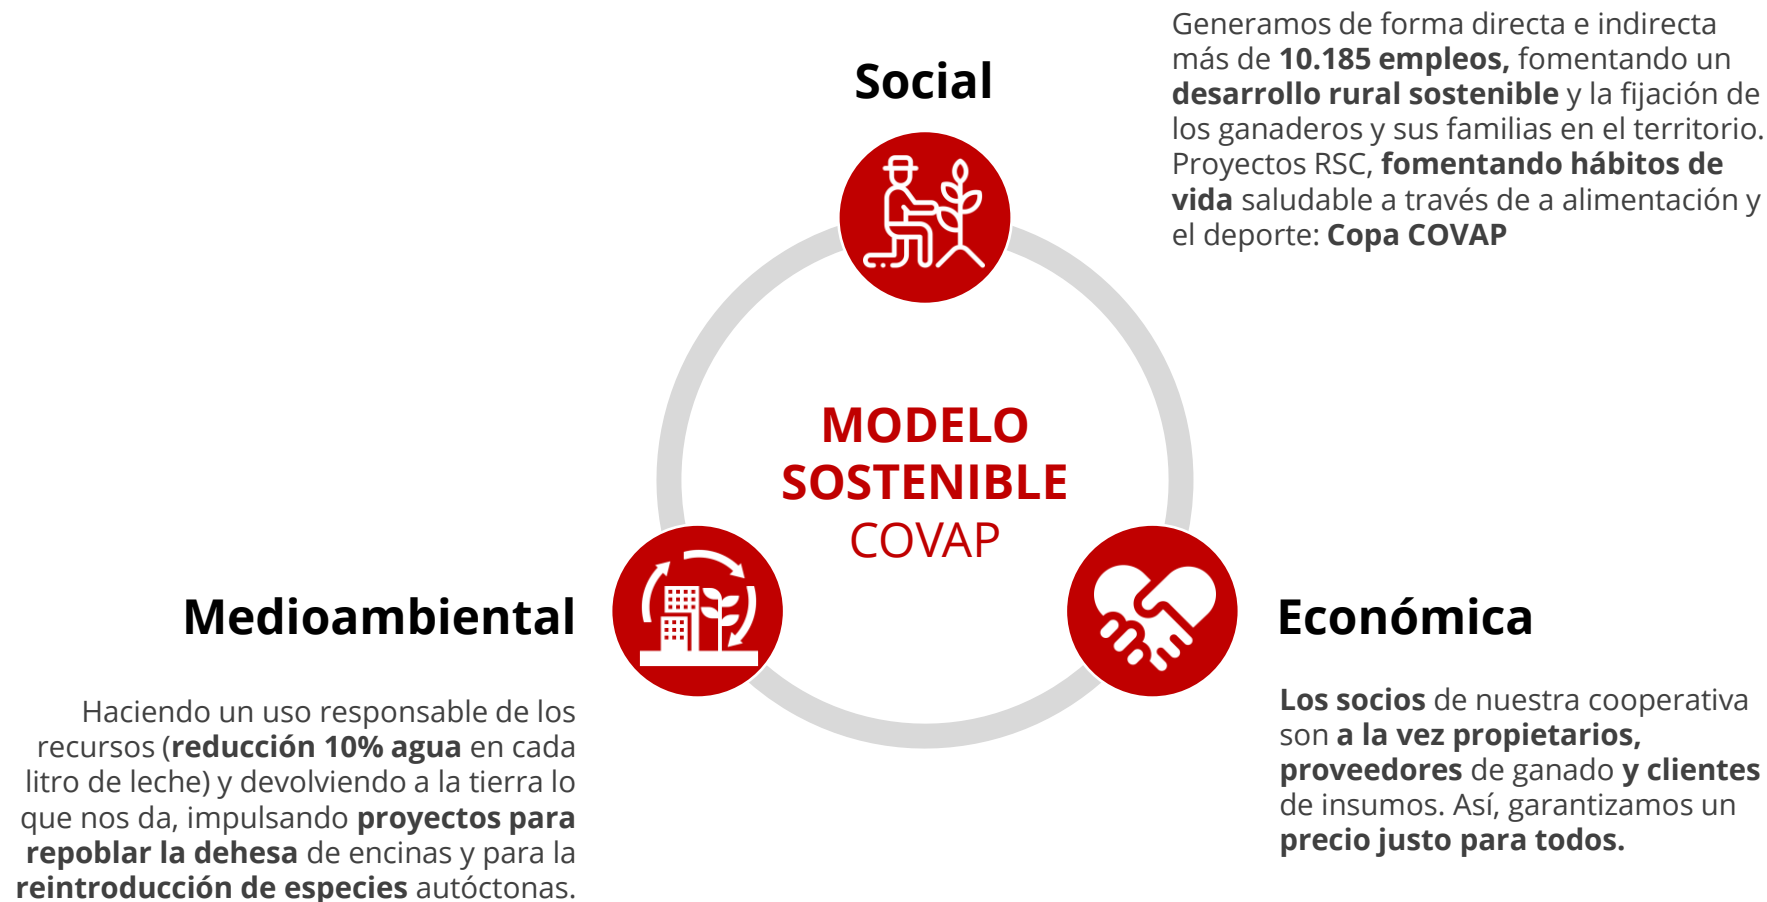 Social
Generamos de forma directa e indirecta
más de 10.185 empleos, fomentando un
desarrollo rural sostenible y la fijación de
los ganaderos y sus familias en el territorio.
Proyectos RSC, fomentando hábitos de
vida saludable a través de a alimentación y
el deporte: Copa COVAP
MODELO
SOSTENIBLE
COVAP
Medioambiental
Haciendo un uso responsable de los
recursos (reducción 10% agua en cada
litro de leche) y devolviendo a la tierra lo
que nos da, impulsando proyectos para
repoblar la dehesa de encinas y para la
reintroducción de especies autóctonas.
Económica
Los socios de nuestra cooperativa
son a la vez propietarios,
proveedores de ganado y clientes
de insumos. Así, garantizamos un
precio justo para todos.